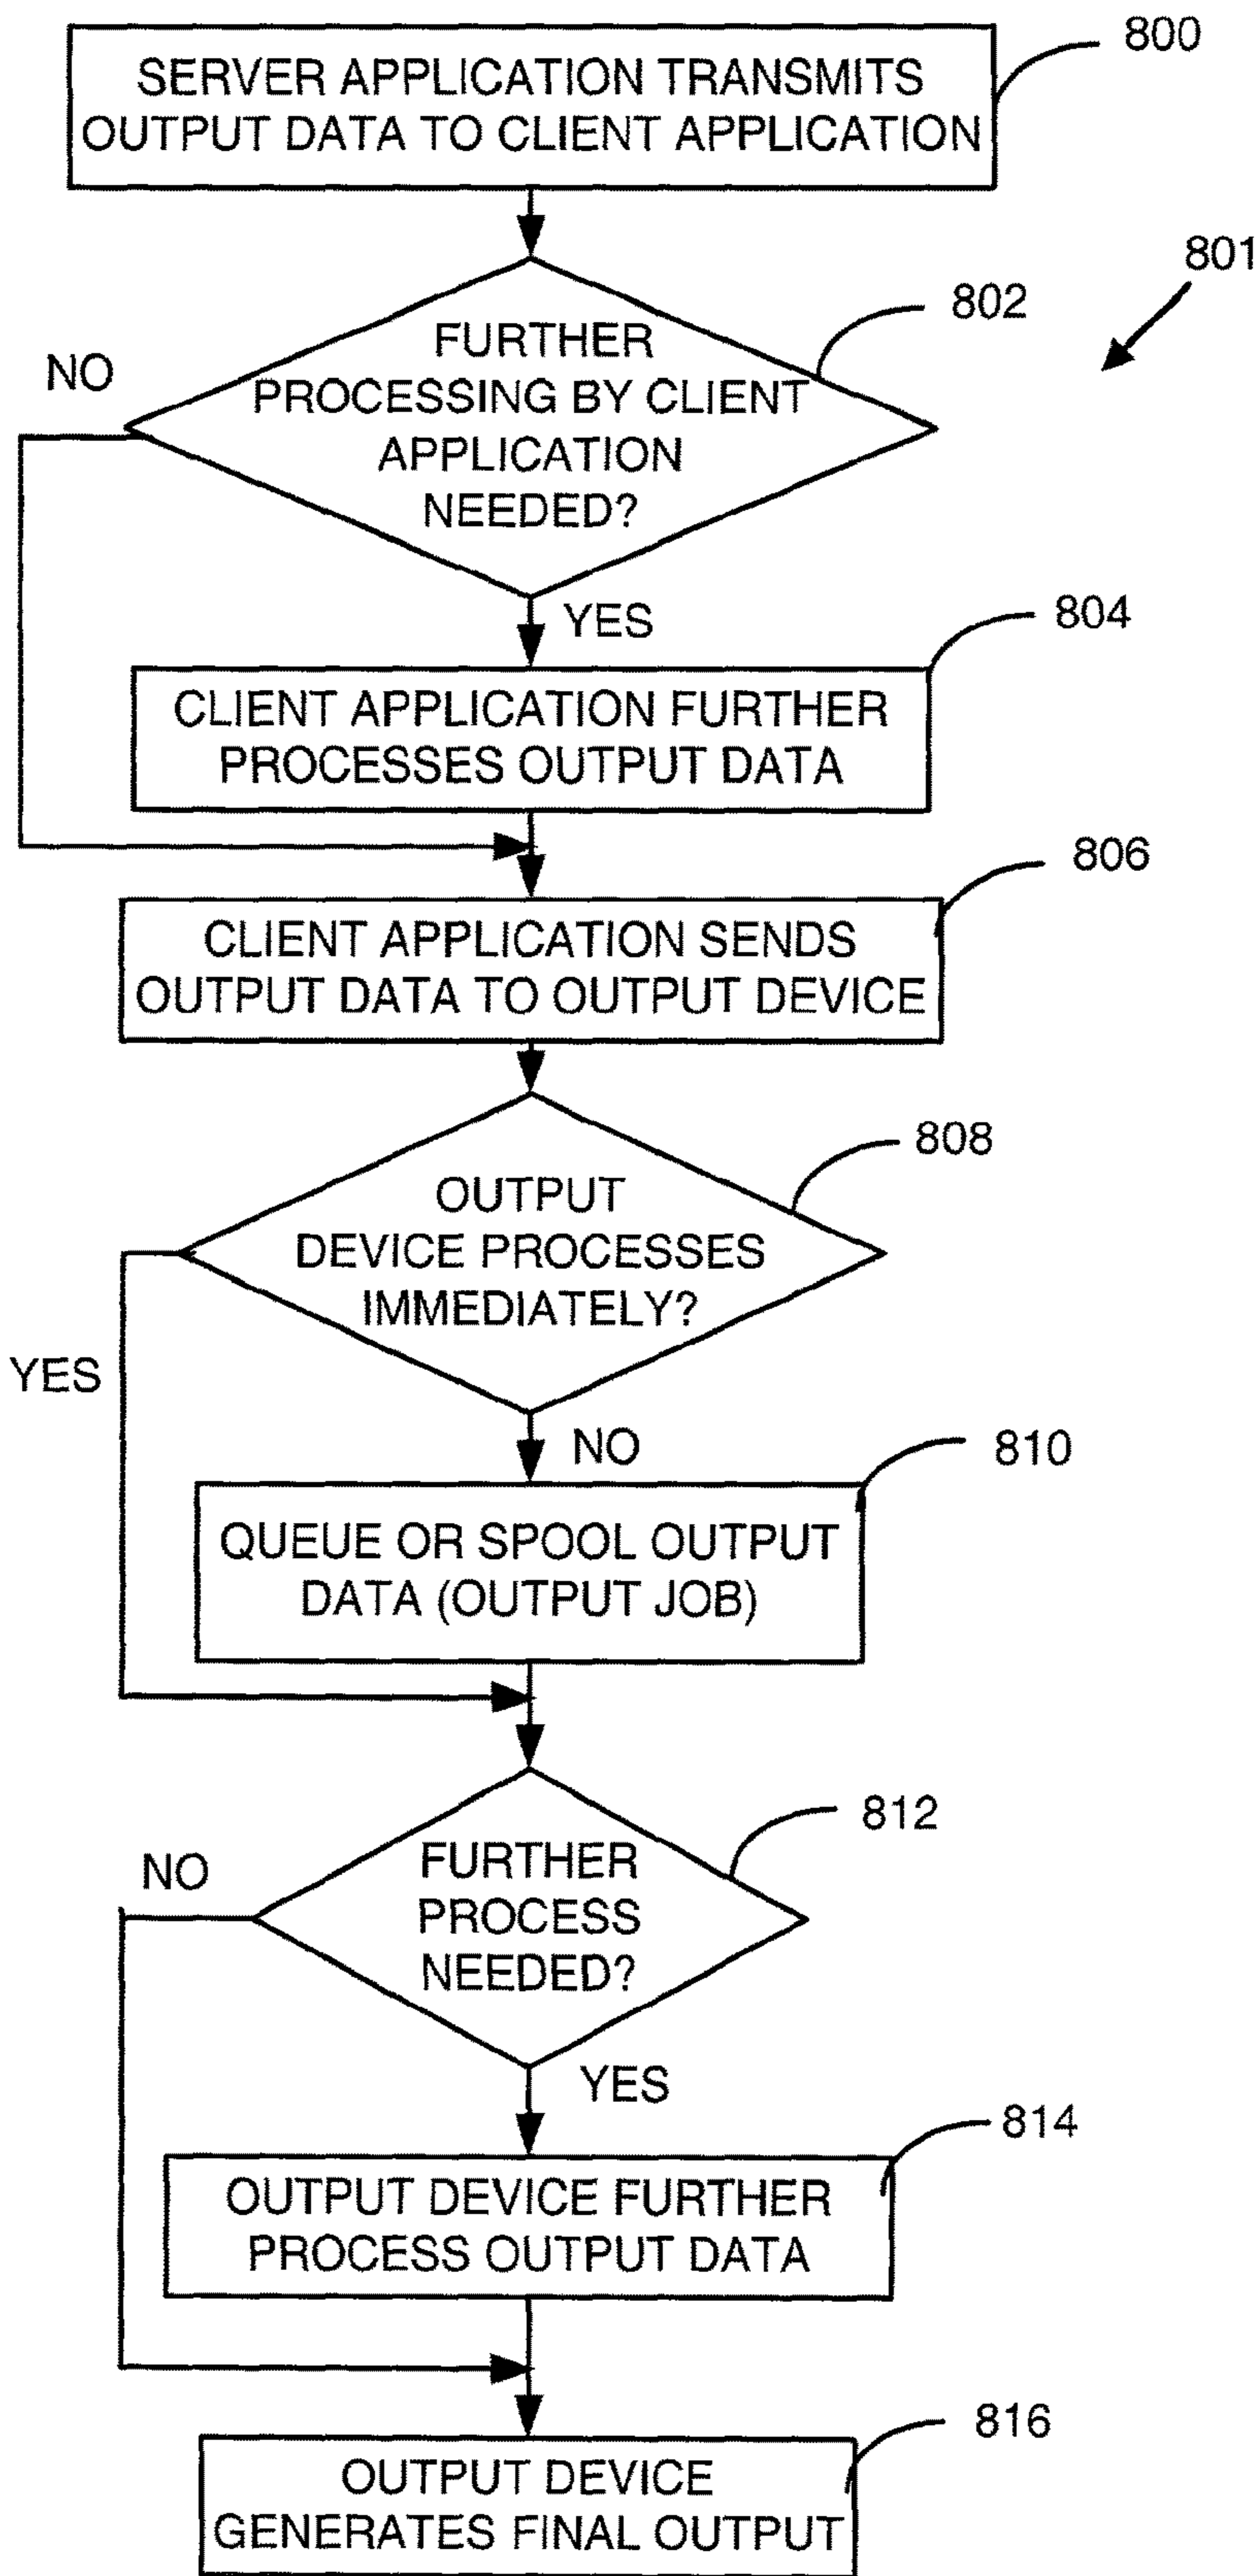 800
SERVER APPLICATION TRANSMITS
OUTPUT DATA TO CLIENT APPLICATION
801
802
FURTHER
PROCESSING BY CLIENT
APPLICATION
NEEDED?
NO
YES
804
CLIENT APPLICATION FURTHER
PROCESSES OUTPUT DATA
806
CLIENT APPLICATION SENDS
OUTPUT DATA TO OUTPUT DEVICE
808
OUTPUT
DEVICE PROCESSES
IMMEDIATELY?
YES
NO
810
QUEUE OR SPOOL OUTPUT
DATA (OUTPUT JOB)
812
FURTHER
PROCESS
NEEDED?
NO
YES
814
OUTPUT DEVICE FURTHER
PROCESS OUTPUT DATA
816
OUTPUT DEVICE
GENERATES FINAL OUTPUT